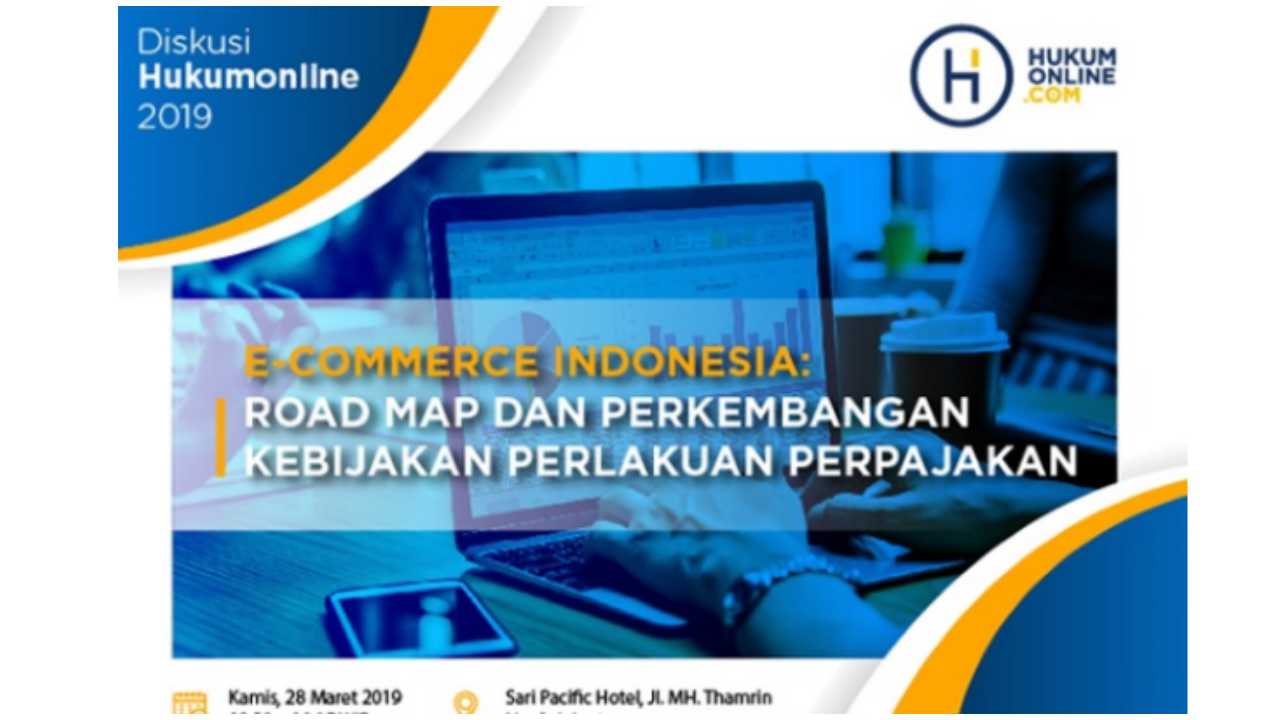 Diskusi
Hukumonline
2019
HUKUM
ONLINE
.COM
E-COMMERCE INDONESIA:
ROAD MAP DAN PERKEMBANGAN
KEBIJAKAN PERLAKUAN PERPAJAKAN
Kamis, 28 Maret 2019
Sari Pacific Hotel, Jl. MH. Thamrin